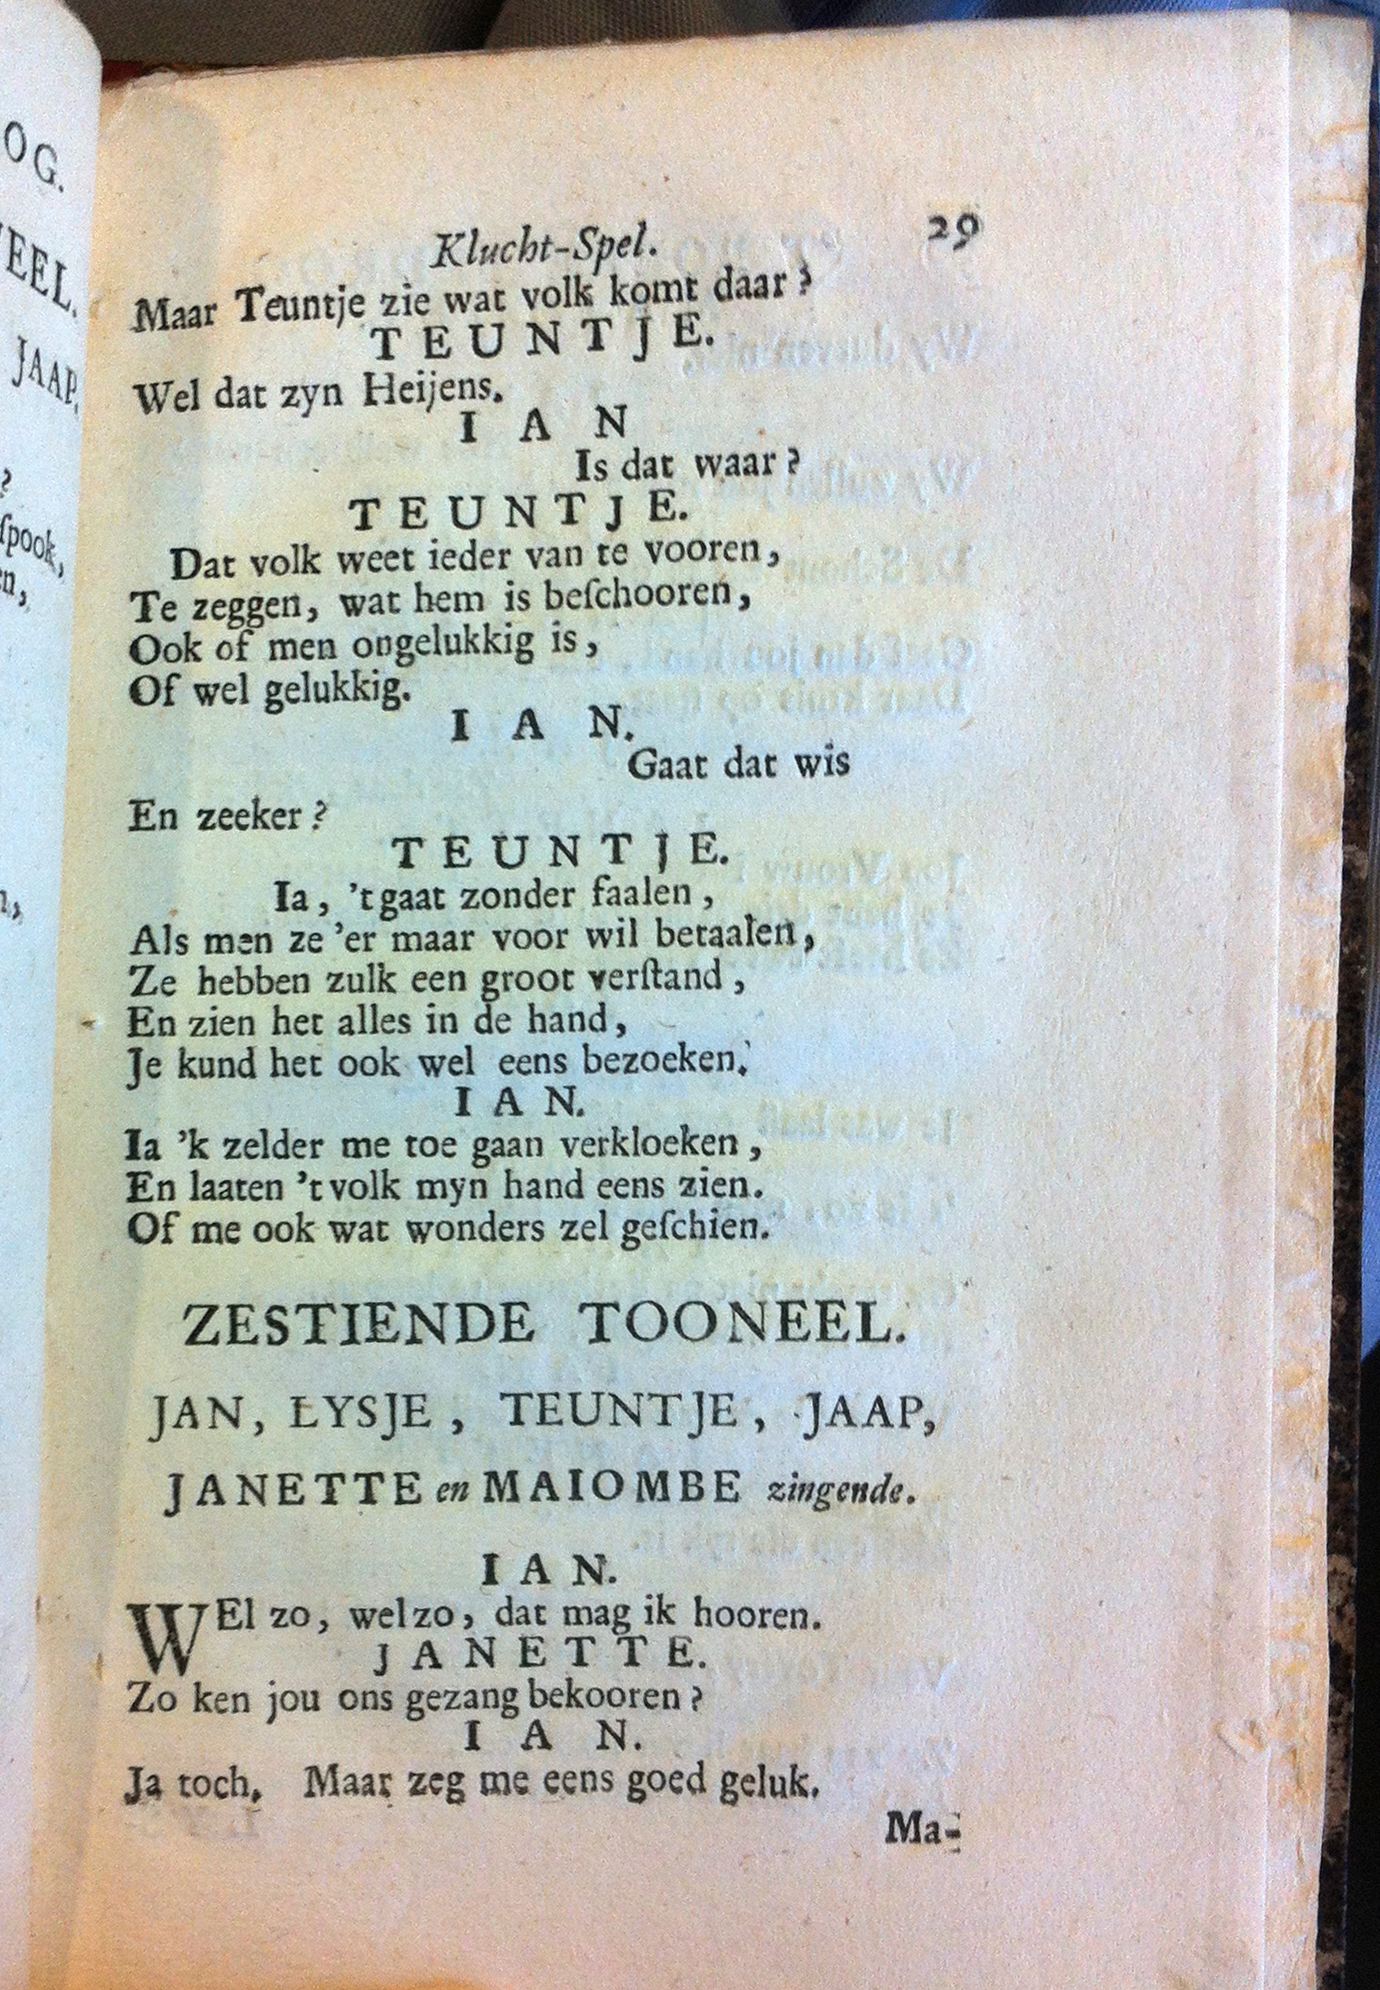 OG.
EEL.
JAAP,
?
ſpook,
en,
n,
Klucht-Spel. 29
Maar Teuntje zie wat volk komt daar?
TEUNTJE.
Wel dat zyn Heijens.
IAN
Is dat waar?
TEUNTJE.
Dat volk weet ieder van te vooren,
Te zeggen, wat hem is beſchooren,
Ook of men ongelukkig is,
Of wel gelukkig.
IAN.
Gaat dat wis
En zeeker?
TEUNTJE.
Ia, 't gaat zonder faalen,
Als men ze 'er maar voor wil betaalen,
Ze hebben zulk een groot verſtand,
En zien het alles in de hand,
Je kund het ook wel eens bezoeken.
IAN.
Ia 'k zelder me toe gaan verkloeken,
En laaten 't volk myn hand eens zien.
Of me ook wat wonders zel geſchien.
ZESTIENDE TOONEEL.
JAN, LYSJE, TEUNTJE, JAAP,
JANETTE en MAIOMBE zingende.
IAN.
WEl zo, wel zo, dat mag ik hooren.
JANETTE.
Zo ken jou ons gezang bekooren?
IAN.
Ja toch. Maar zeg me eens goed geluk.
Ma-